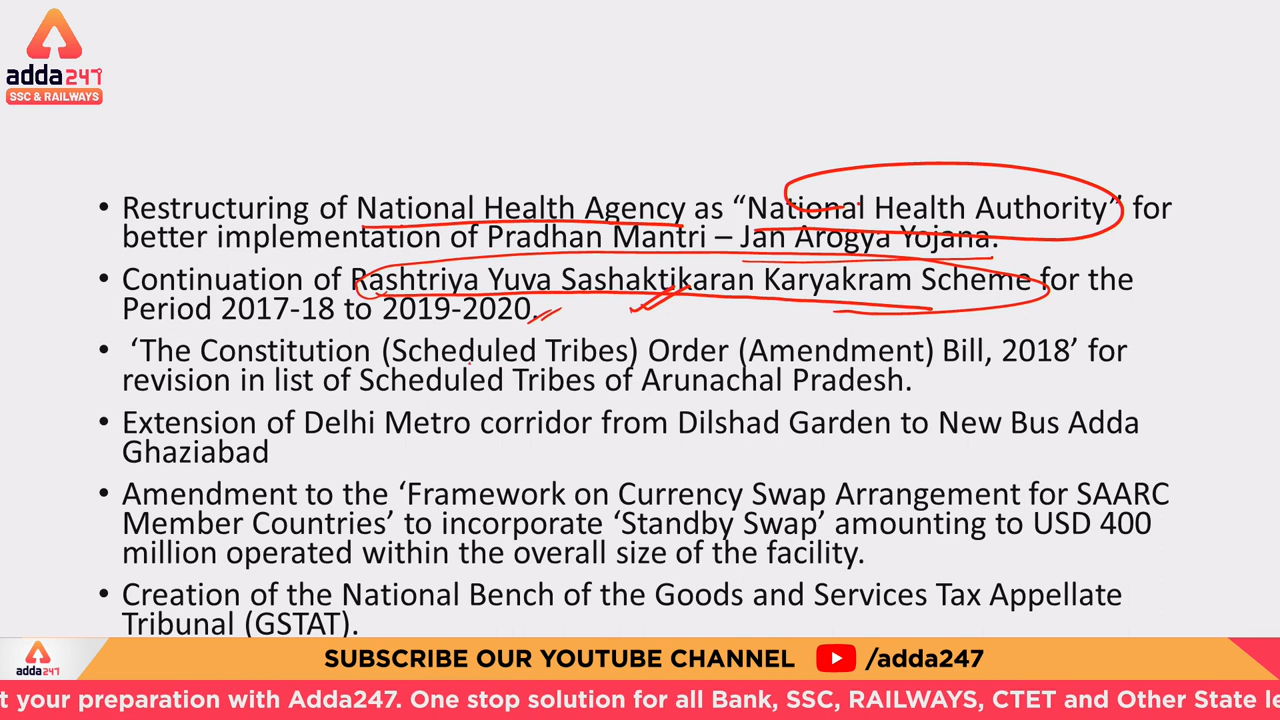 adda247
SSC & RAILWAYS
• Restructuring of National Health Agency as “National Health Authority” for
better implementation of Pradhan Mantri – Jan Arogya Yojana.
• Continuation of Rashtriya Yuva Sashaktikaran Karyakram Scheme for the
Period 2017-18 to 2019-2020.
• ‘The Constitution (Scheduled Tribes) Order (Amendment) Bill, 2018’ for
revision in list of Scheduled Tribes of Arunachal Pradesh.
• Extension of Delhi Metro corridor from Dilshad Garden to New Bus Adda
Ghaziabad
• Amendment to the ‘Framework on Currency Swap Arrangement for SAARC
Member Countries’ to incorporate ‘Standby Swap’ amounting to USD 400
million operated within the overall size of the facility.
• Creation of the National Bench of the Goods and Services Tax Appellate
Tribunal (GSTAT).
adda247
SUBSCRIBE OUR YOUTUBE CHANNEL /adda247
t your preparation with Adda247. One stop solution for all Bank, SSC, RAILWAYS, CTET and Other State le